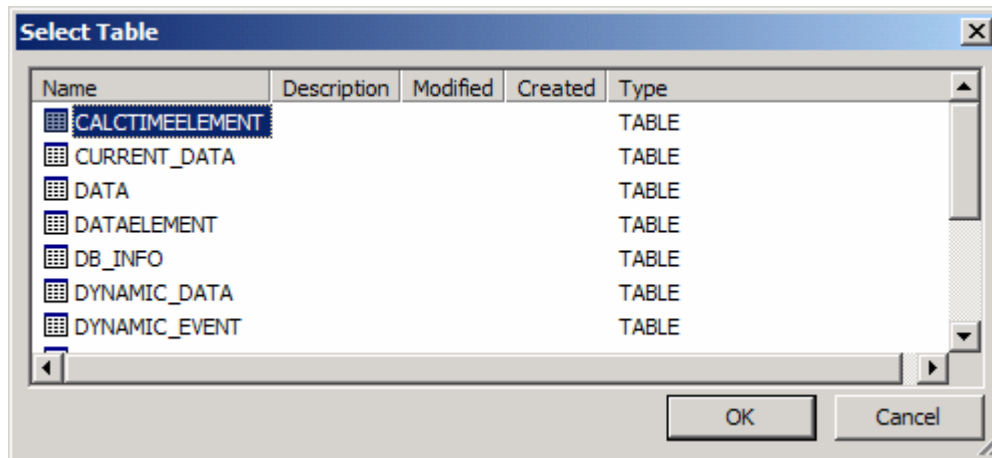 Select Table
Name Description Modified Created Type
CALCTIMEELEMENT TABLE
CURRENT_DATA TABLE
DATA TABLE
DATAELEMENT TABLE
DB_INFO TABLE
DYNAMIC_DATA TABLE
DYNAMIC_EVENT TABLE
OK Cancel